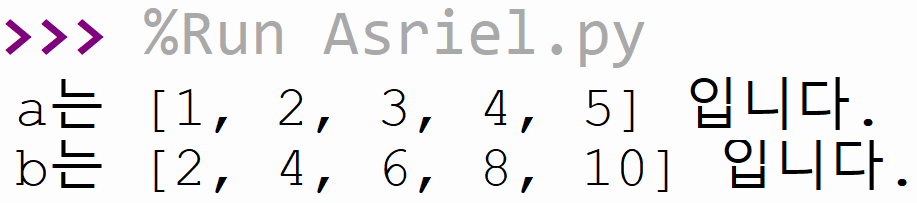 >>> %Run Asriel.py
a는 [1, 2, 3, 4, 5] 입니다.
b는 [2, 4, 6, 8, 10] 입니다.